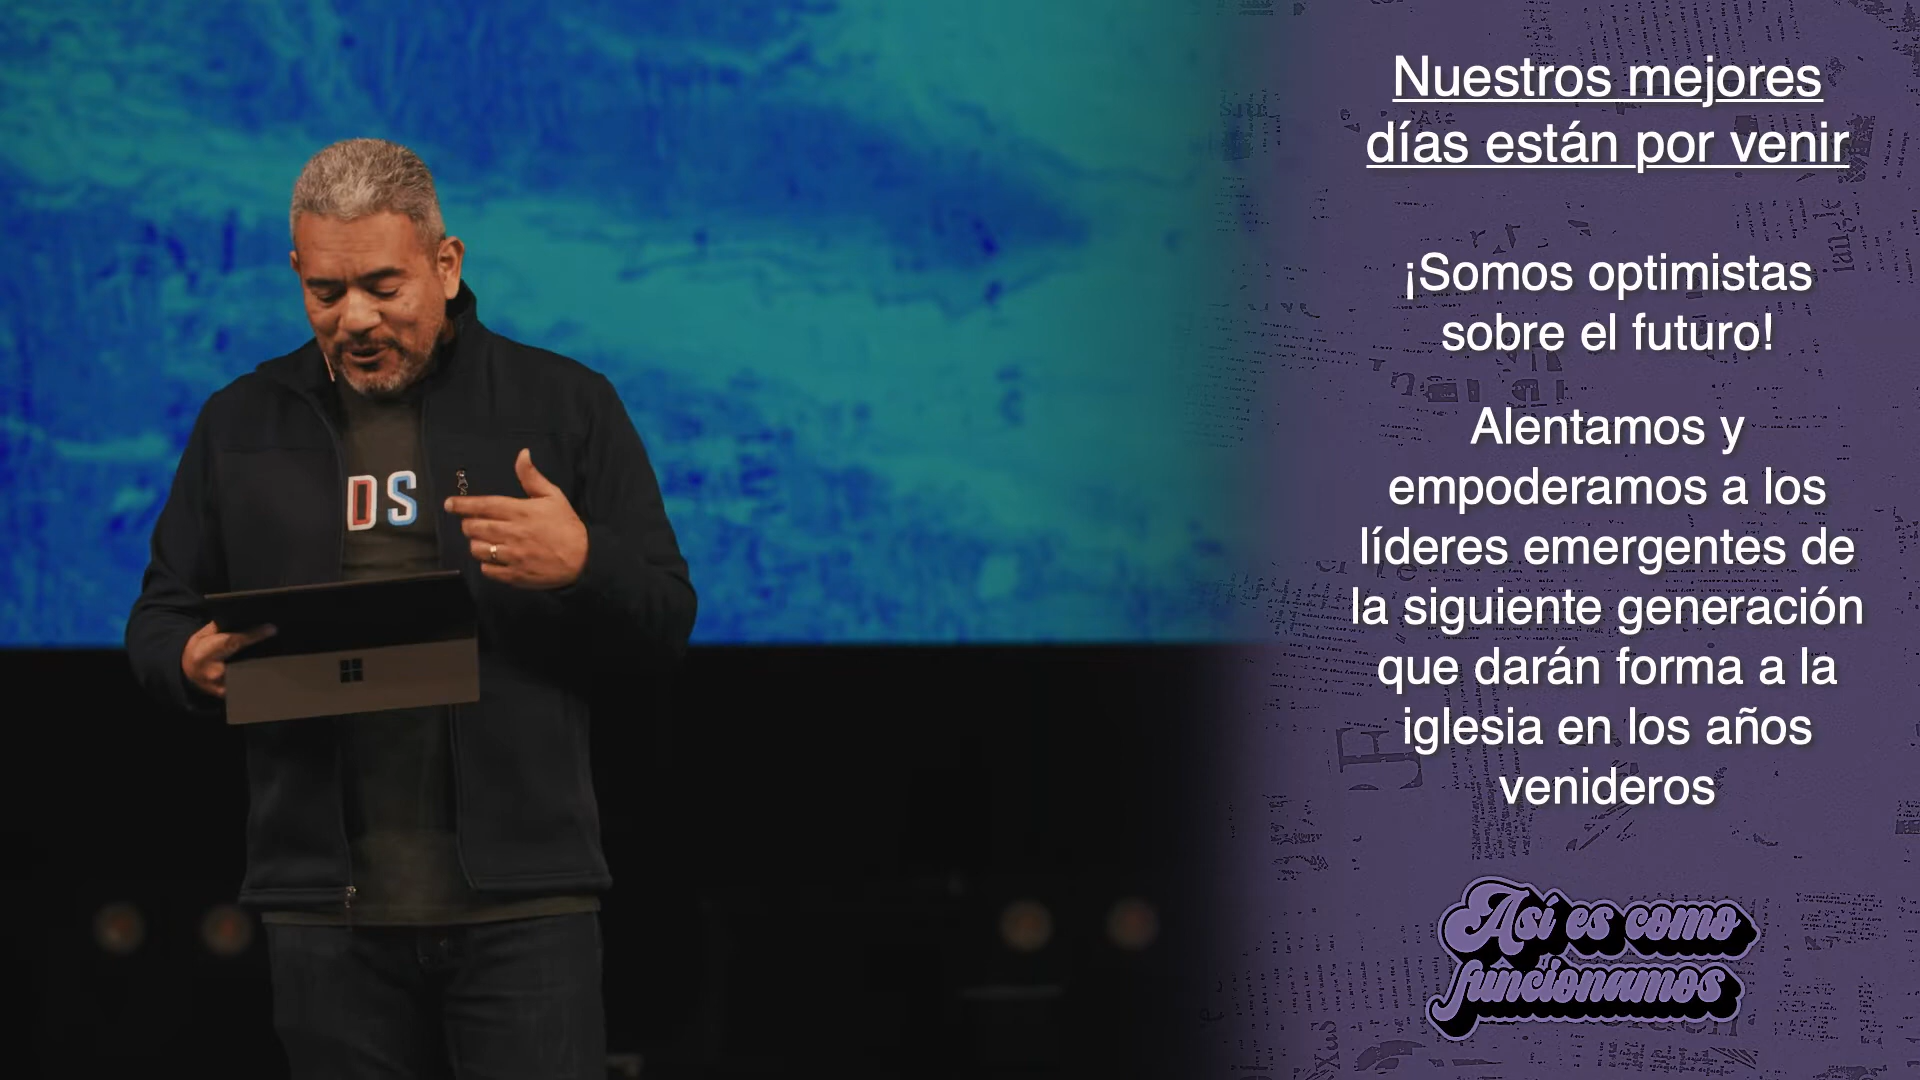 Nuestros mejores
días están por venir
¡Somos optimistas
sobre el futuro!
Alentamos y
empoderamos a los
líderes emergentes de
la siguiente generación
que darán forma a la
iglesia en los años
venideros
Así es como
funcionamos
DS